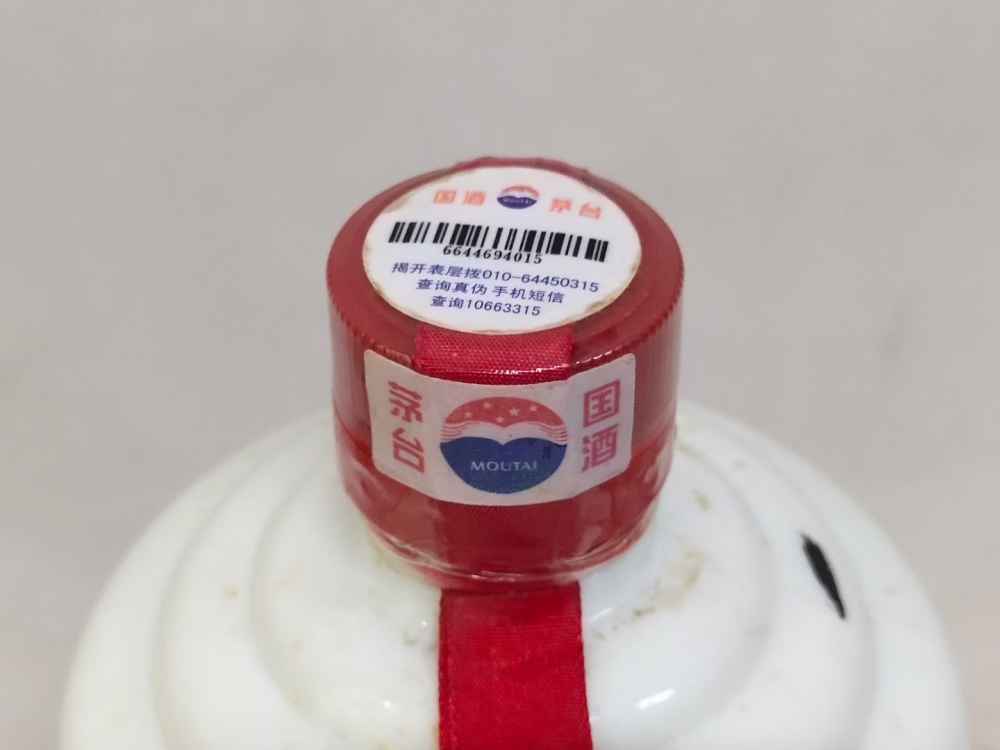 国酒 MOUTAI 茅台
6644694015
揭开表层拨010-64450315
查询真伪 手机短信
查询10663315
茅台 MOUTAI 国酒